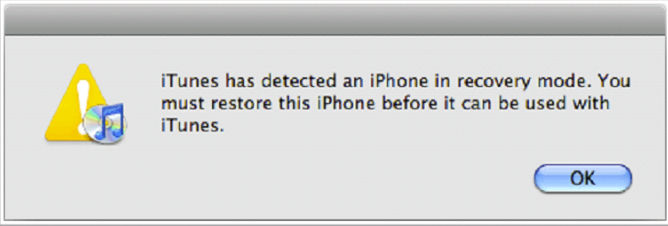 iTunes has detected an iPhone in recovery mode. You
must restore this iPhone before it can be used with
iTunes.
OK